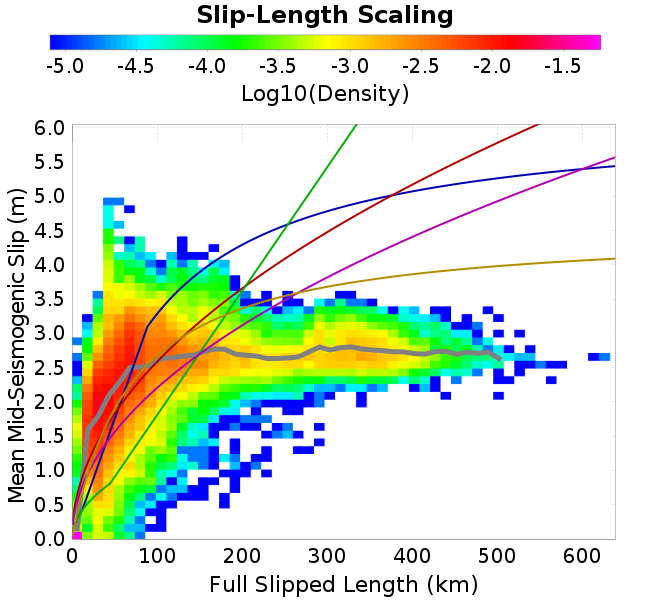 Slip-Length Scaling
-5.0 -4.5 -4.0 -3.5 -3.0 -2.5 -2.0 -1.5
Log10(Density)
Mean Mid-Seismogenic Slip (m)
6.0
5.5
5.0
4.5
4.0
3.5
3.0
2.5
2.0
1.5
1.0
0.5
0.0
0 100 200 300 400 500 600
Full Slipped Length (km)